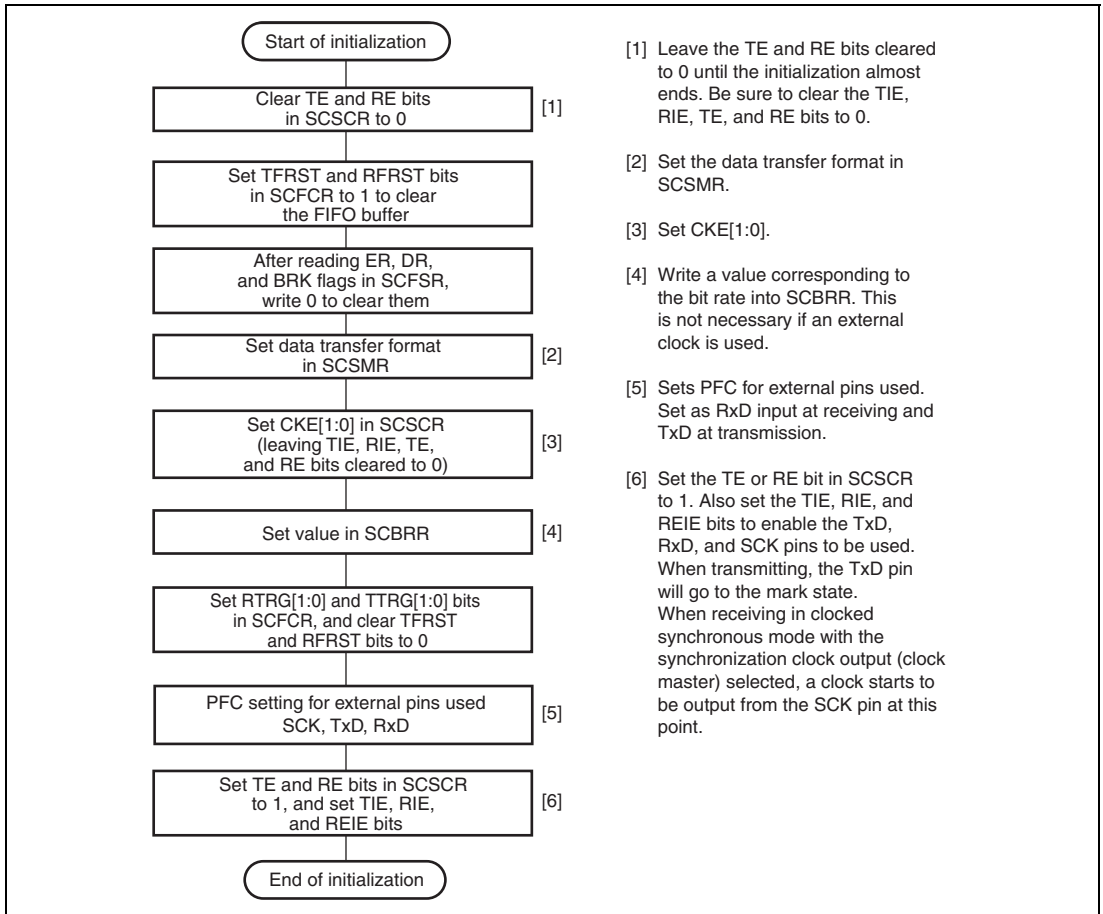 Start of initialization
Clear TE and RE bits
in SCSCR to 0
[1]
Set TFRST and RFRST bits
in SCFCR to 1 to clear
the FIFO buffer
After reading ER, DR,
and BRK flags in SCFSR,
write 0 to clear them
Set data transfer format
in SCSMR
[2]
Set CKE[1:0] in SCSCR
(leaving TIE, RIE, TE,
and RE bits cleared to 0)
[3]
Set value in SCBRR
[4]
Set RTRG[1:0] and TTRG[1:0] bits
in SCFCR, and clear TFRST
and RFRST bits to 0
PFC setting for external pins used
SCK, TxD, RxD
[5]
Set TE and RE bits in SCSCR
to 1, and set TIE, RIE,
and REIE bits
[6]
End of initialization
[1] Leave the TE and RE bits cleared
to 0 until the initialization almost
ends. Be sure to clear the TIE,
RIE, TE, and RE bits to 0.
[2] Set the data transfer format in
SCSMR.
[3] Set CKE[1:0].
[4] Write a value corresponding to
the bit rate into SCBRR. This
is not necessary if an external
clock is used.
[5] Sets PFC for external pins used.
Set as RxD input at receiving and
TxD at transmission.
[6] Set the TE or RE bit in SCSCR
to 1. Also set the TIE, RIE, and
REIE bits to enable the TxD,
RxD, and SCK pins to be used.
When transmitting, the TxD pin
will go to the mark state.
When receiving in clocked
synchronous mode with the
synchronization clock output (clock
master) selected, a clock starts to
be output from the SCK pin at this
point.